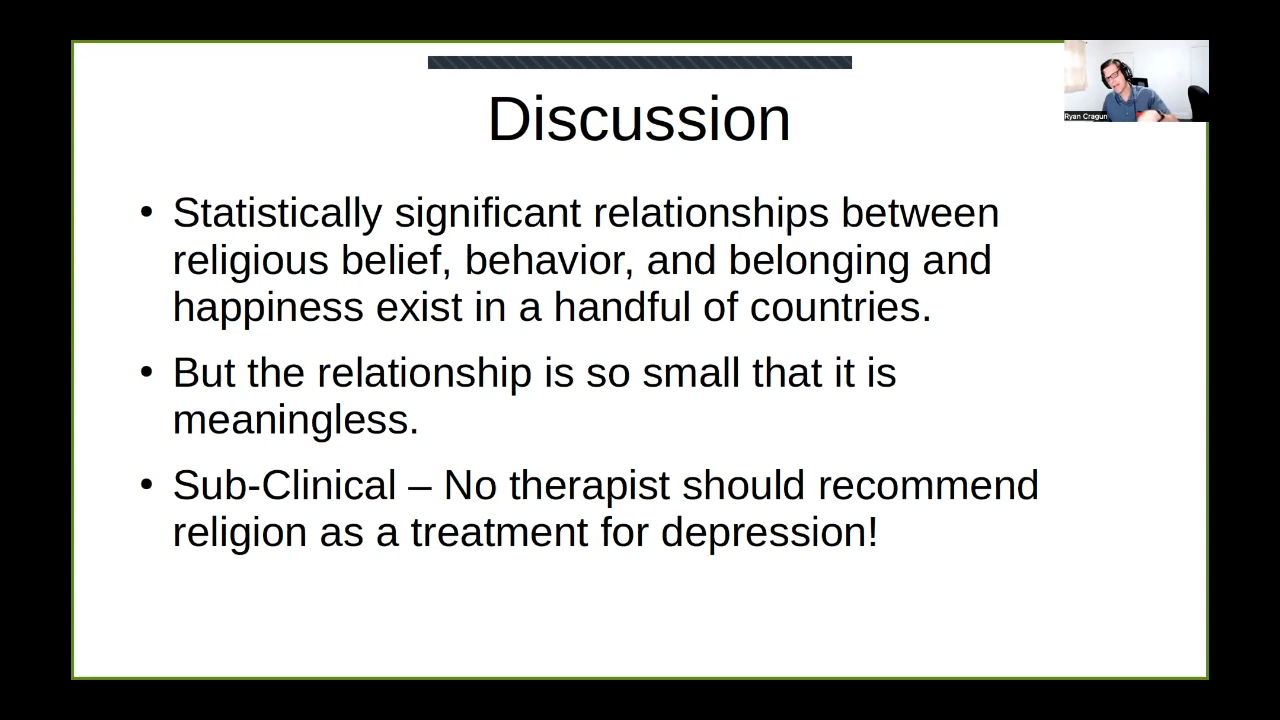 Discussion
• Statistically significant relationships between
religious belief, behavior, and belonging and
happiness exist in a handful of countries.
• But the relationship is so small that it is
meaningless.
• Sub-Clinical – No therapist should recommend
religion as a treatment for depression!
Ryan Cragun